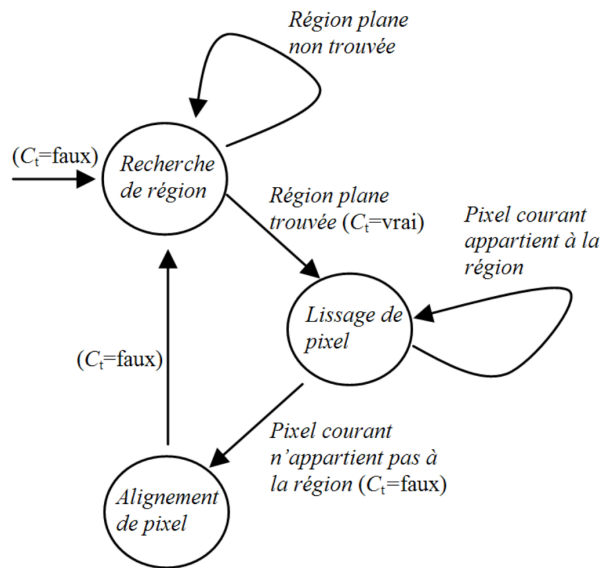 Région plane
non trouvée
(Ct=faux)
Recherche
de région
Région plane
trouvée (Ct=vrai)
Pixel courant
appartient à la
région
Lissage de
pixel
(Ct=faux)
Pixel courant
n’appartient pas à
la région (Ct=faux)
Alignement
de pixel